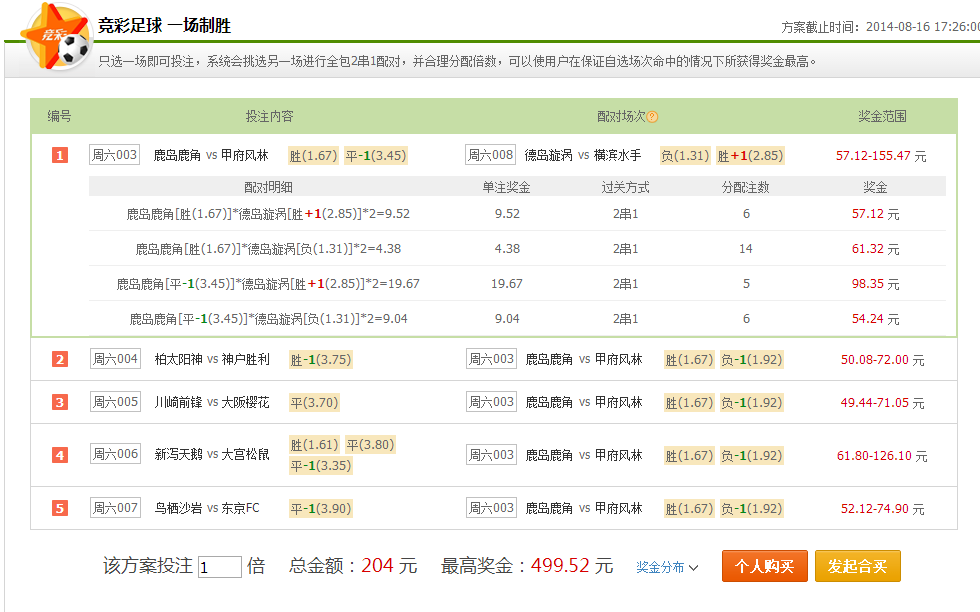 竞彩
竞彩足球 一场制胜
方案截止时间：2014-08-16 17:26:00
只选一场即可投注，系统会挑选另一场进行全包2串1配对，并合理分配倍数，可以使用户在保证自选场次命中的情况下所获得奖金最高。
编号 投注内容 配对场次? 奖金范围
1 周六003 鹿岛鹿角 vs 甲府风林 胜(1.67) 平-1(3.45) 周六008 德岛漩涡 vs 横滨水手 负(1.31) 胜+1(2.85) 57.12-155.47 元
配对明细 单注奖金 过关方式 分配注数 奖金
鹿岛鹿角[胜(1.67)]*德岛漩涡[胜+1(2.85)]*2=9.52 9.52 2串1 6 57.12 元
鹿岛鹿角[胜(1.67)]*德岛漩涡[负(1.31)]*2=4.38 4.38 2串1 14 61.32 元
鹿岛鹿角[平-1(3.45)]*德岛漩涡[胜+1(2.85)]*2=19.67 19.67 2串1 5 98.35 元
鹿岛鹿角[平-1(3.45)]*德岛漩涡[负(1.31)]*2=9.04 9.04 2串1 6 54.24 元
2 周六004 柏太阳神 vs 神户胜利 胜-1(3.75) 周六003 鹿岛鹿角 vs 甲府风林 胜(1.67) 负-1(1.92) 50.08-72.00 元
3 周六005 川崎前锋 vs 大阪樱花 平(3.70) 周六003 鹿岛鹿角 vs 甲府风林 胜(1.67) 负-1(1.92) 49.44-71.05 元
4 周六006 新泻天鹅 vs 大宫松鼠 胜(1.61) 平(3.80) 平-1(3.35) 周六003 鹿岛鹿角 vs 甲府风林 胜(1.67) 负-1(1.92) 61.80-126.10 元
5 周六007 鸟栖沙岩 vs 东京FC 平-1(3.90) 周六003 鹿岛鹿角 vs 甲府风林 胜(1.67) 负-1(1.92) 52.12-74.90 元
该方案投注 1 倍 总金额：204 元 最高奖金：499.52 元 奖金分布 个人购买 发起合买